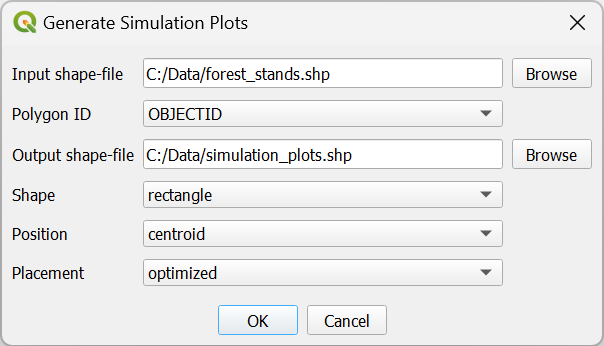 Generate Simulation Plots
Input shape-file C:/Data/forest_stands.shp Browse
Polygon ID OBJECTID
Output shape-file C:/Data/simulation_plots.shp Browse
Shape rectangle
Position centroid
Placement optimized
OK Cancel